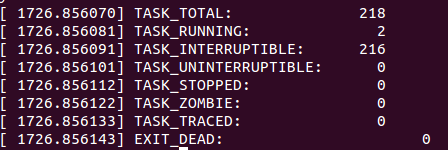 [ 1726.856070] TASK_TOTAL: 218
[ 1726.856081] TASK_RUNNING: 2
[ 1726.856091] TASK_INTERRUPTIBLE: 216
[ 1726.856101] TASK_UNINTERRUPTIBLE: 0
[ 1726.856112] TASK_STOPPED: 0
[ 1726.856122] TASK_ZOMBIE: 0
[ 1726.856133] TASK_TRACED: 0
[ 1726.856143] EXIT_DEAD: 0